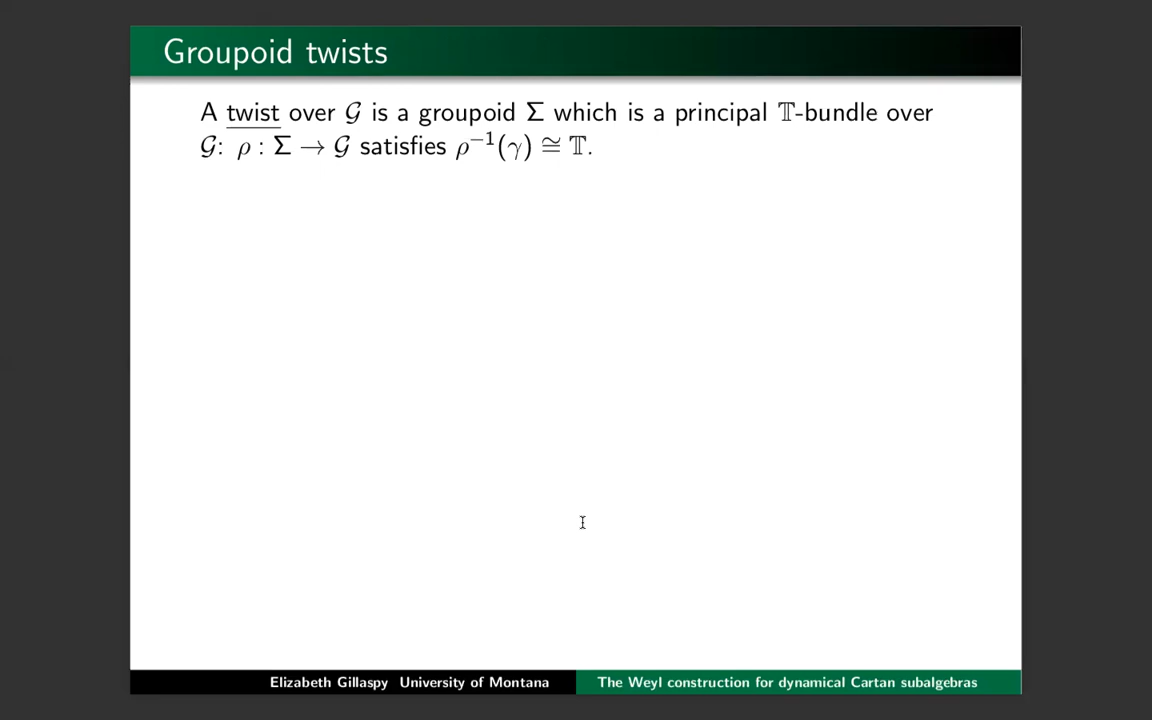 Groupoid twists
A twist over 𝒢 is a groupoid Σ which is a principal 𝕋-bundle over
𝒢: ρ : Σ → 𝒢 satisfies ρ⁻¹(γ) ≅ 𝕋.
Elizabeth Gillaspy University of Montana The Weyl construction for dynamical Cartan subalgebras